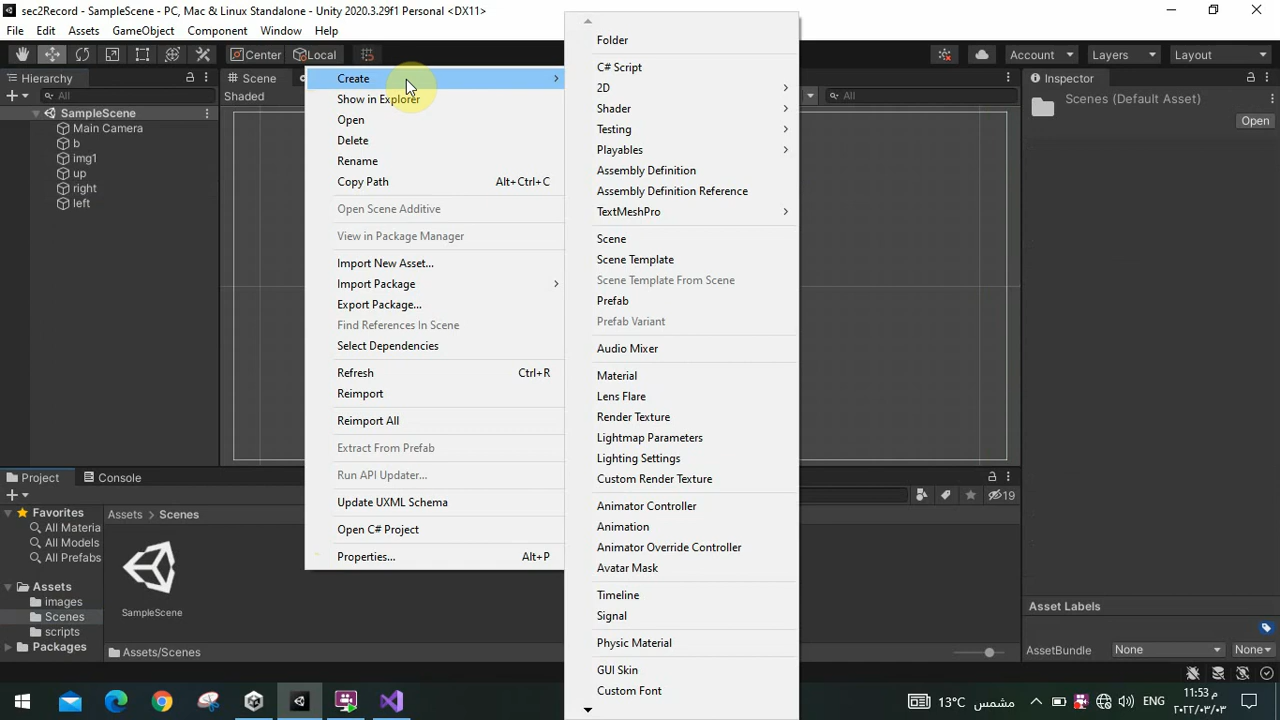 sec2Record - SampleScene - PC, Mac & Linux Standalone - Unity 2020.3.29f1 Personal <DX11>
File Edit Assets GameObject Component Window Help
Center Local Account Layers Layout
Hierarchy
All
SampleScene
Main Camera
b
img1
up
right
left
Scene
Shaded
All
Create
Show in Explorer
Open
Delete
Rename
Copy Path Alt+Ctrl+C
Open Scene Additive
View in Package Manager
Import New Asset...
Import Package
Export Package...
Find References In Scene
Select Dependencies
Refresh Ctrl+R
Reimport
Reimport All
Extract From Prefab
Run API Updater...
Update UXML Schema
Open C# Project
Properties... Alt+P
Folder
C# Script
2D
Shader
Testing
Playables
Assembly Definition
Assembly Definition Reference
TextMeshPro
Scene
Scene Template
Scene Template From Scene
Prefab
Prefab Variant
Audio Mixer
Material
Lens Flare
Render Texture
Lightmap Parameters
Lighting Settings
Custom Render Texture
Animator Controller
Animation
Animator Override Controller
Avatar Mask
Timeline
Signal
Physic Material
GUI Skin
Custom Font
Inspector
Scenes (Default Asset)
Open
Project Console
19
Favorites
All Materia
All Models
All Prefabs
Assets
images
Scenes
scripts
Packages
Assets > Scenes
SampleScene
Assets/Scenes
Asset Labels
AssetBundle None None
13°C مشمس
ENG
11:53 م
٢٠٢٢/٠٣/٠٣